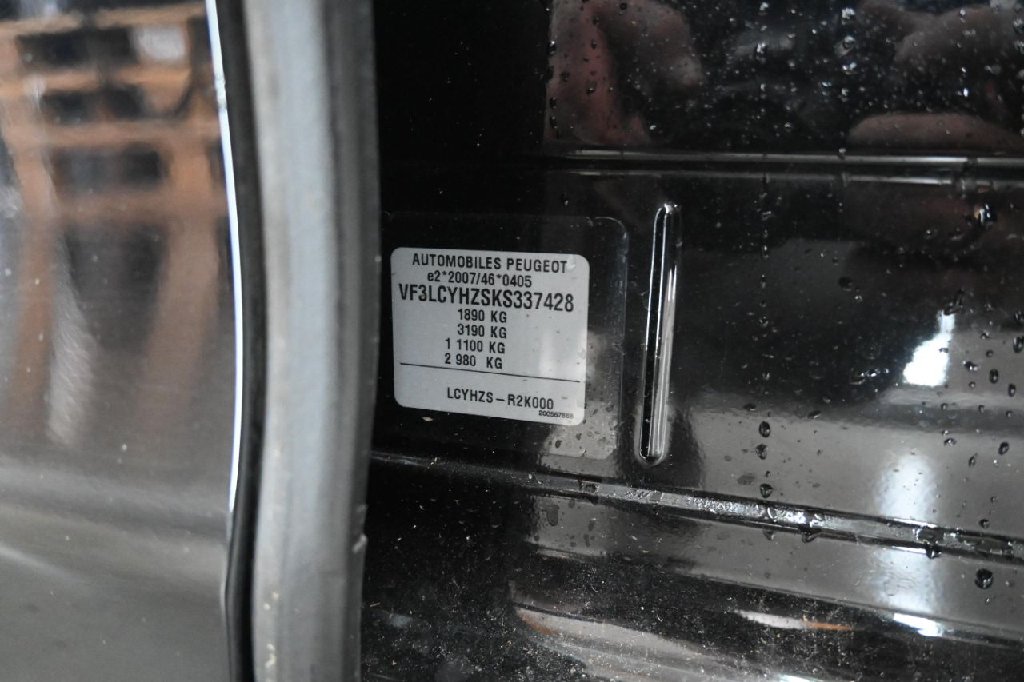 AUTOMOBILES PEUGEOT
e2*2007/46*0405
VF3LCYHZSKS337428
1890 KG
3190 KG
1 1100 KG
2 980 KG
LCYHZS-R2K000